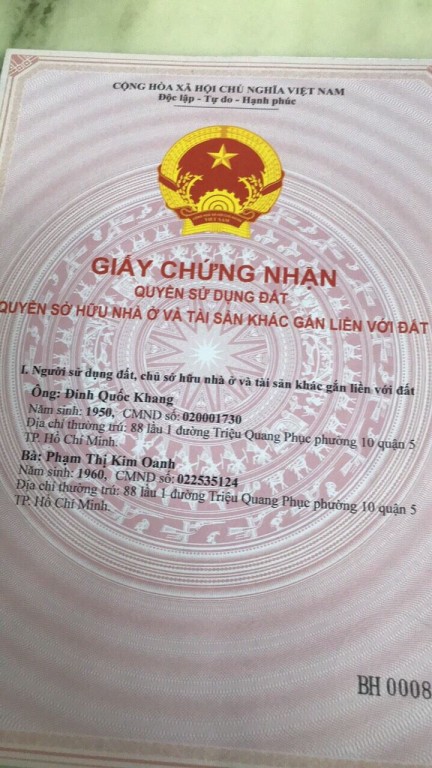 CỘNG HÒA XÃ HỘI CHỦ NGHĨA VIỆT NAM
Độc lập - Tự do - Hạnh phúc
VIỆT NAM
GIẤY CHỨNG NHẬN
QUYỀN SỬ DỤNG ĐẤT
QUYỀN SỞ HỮU NHÀ Ở VÀ TÀI SẢN KHÁC GẮN LIỀN VỚI ĐẤT
I. Người sử dụng đất, chủ sở hữu nhà ở và tài sản khác gắn liền với đất
Ông: Đinh Quốc Khang
Năm sinh: 1950, CMND số: 020001730
Địa chỉ thường trú: 88 lầu 1 đường Triệu Quang Phục phường 10 quận 5
TP. Hồ Chí Minh.
Bà: Phạm Thị Kim Oanh
Năm sinh: 1960, CMND số: 022535124
Địa chỉ thường trú: 88 lầu 1 đường Triệu Quang Phục phường 10 quận 5
TP. Hồ Chí Minh.
BH 0008